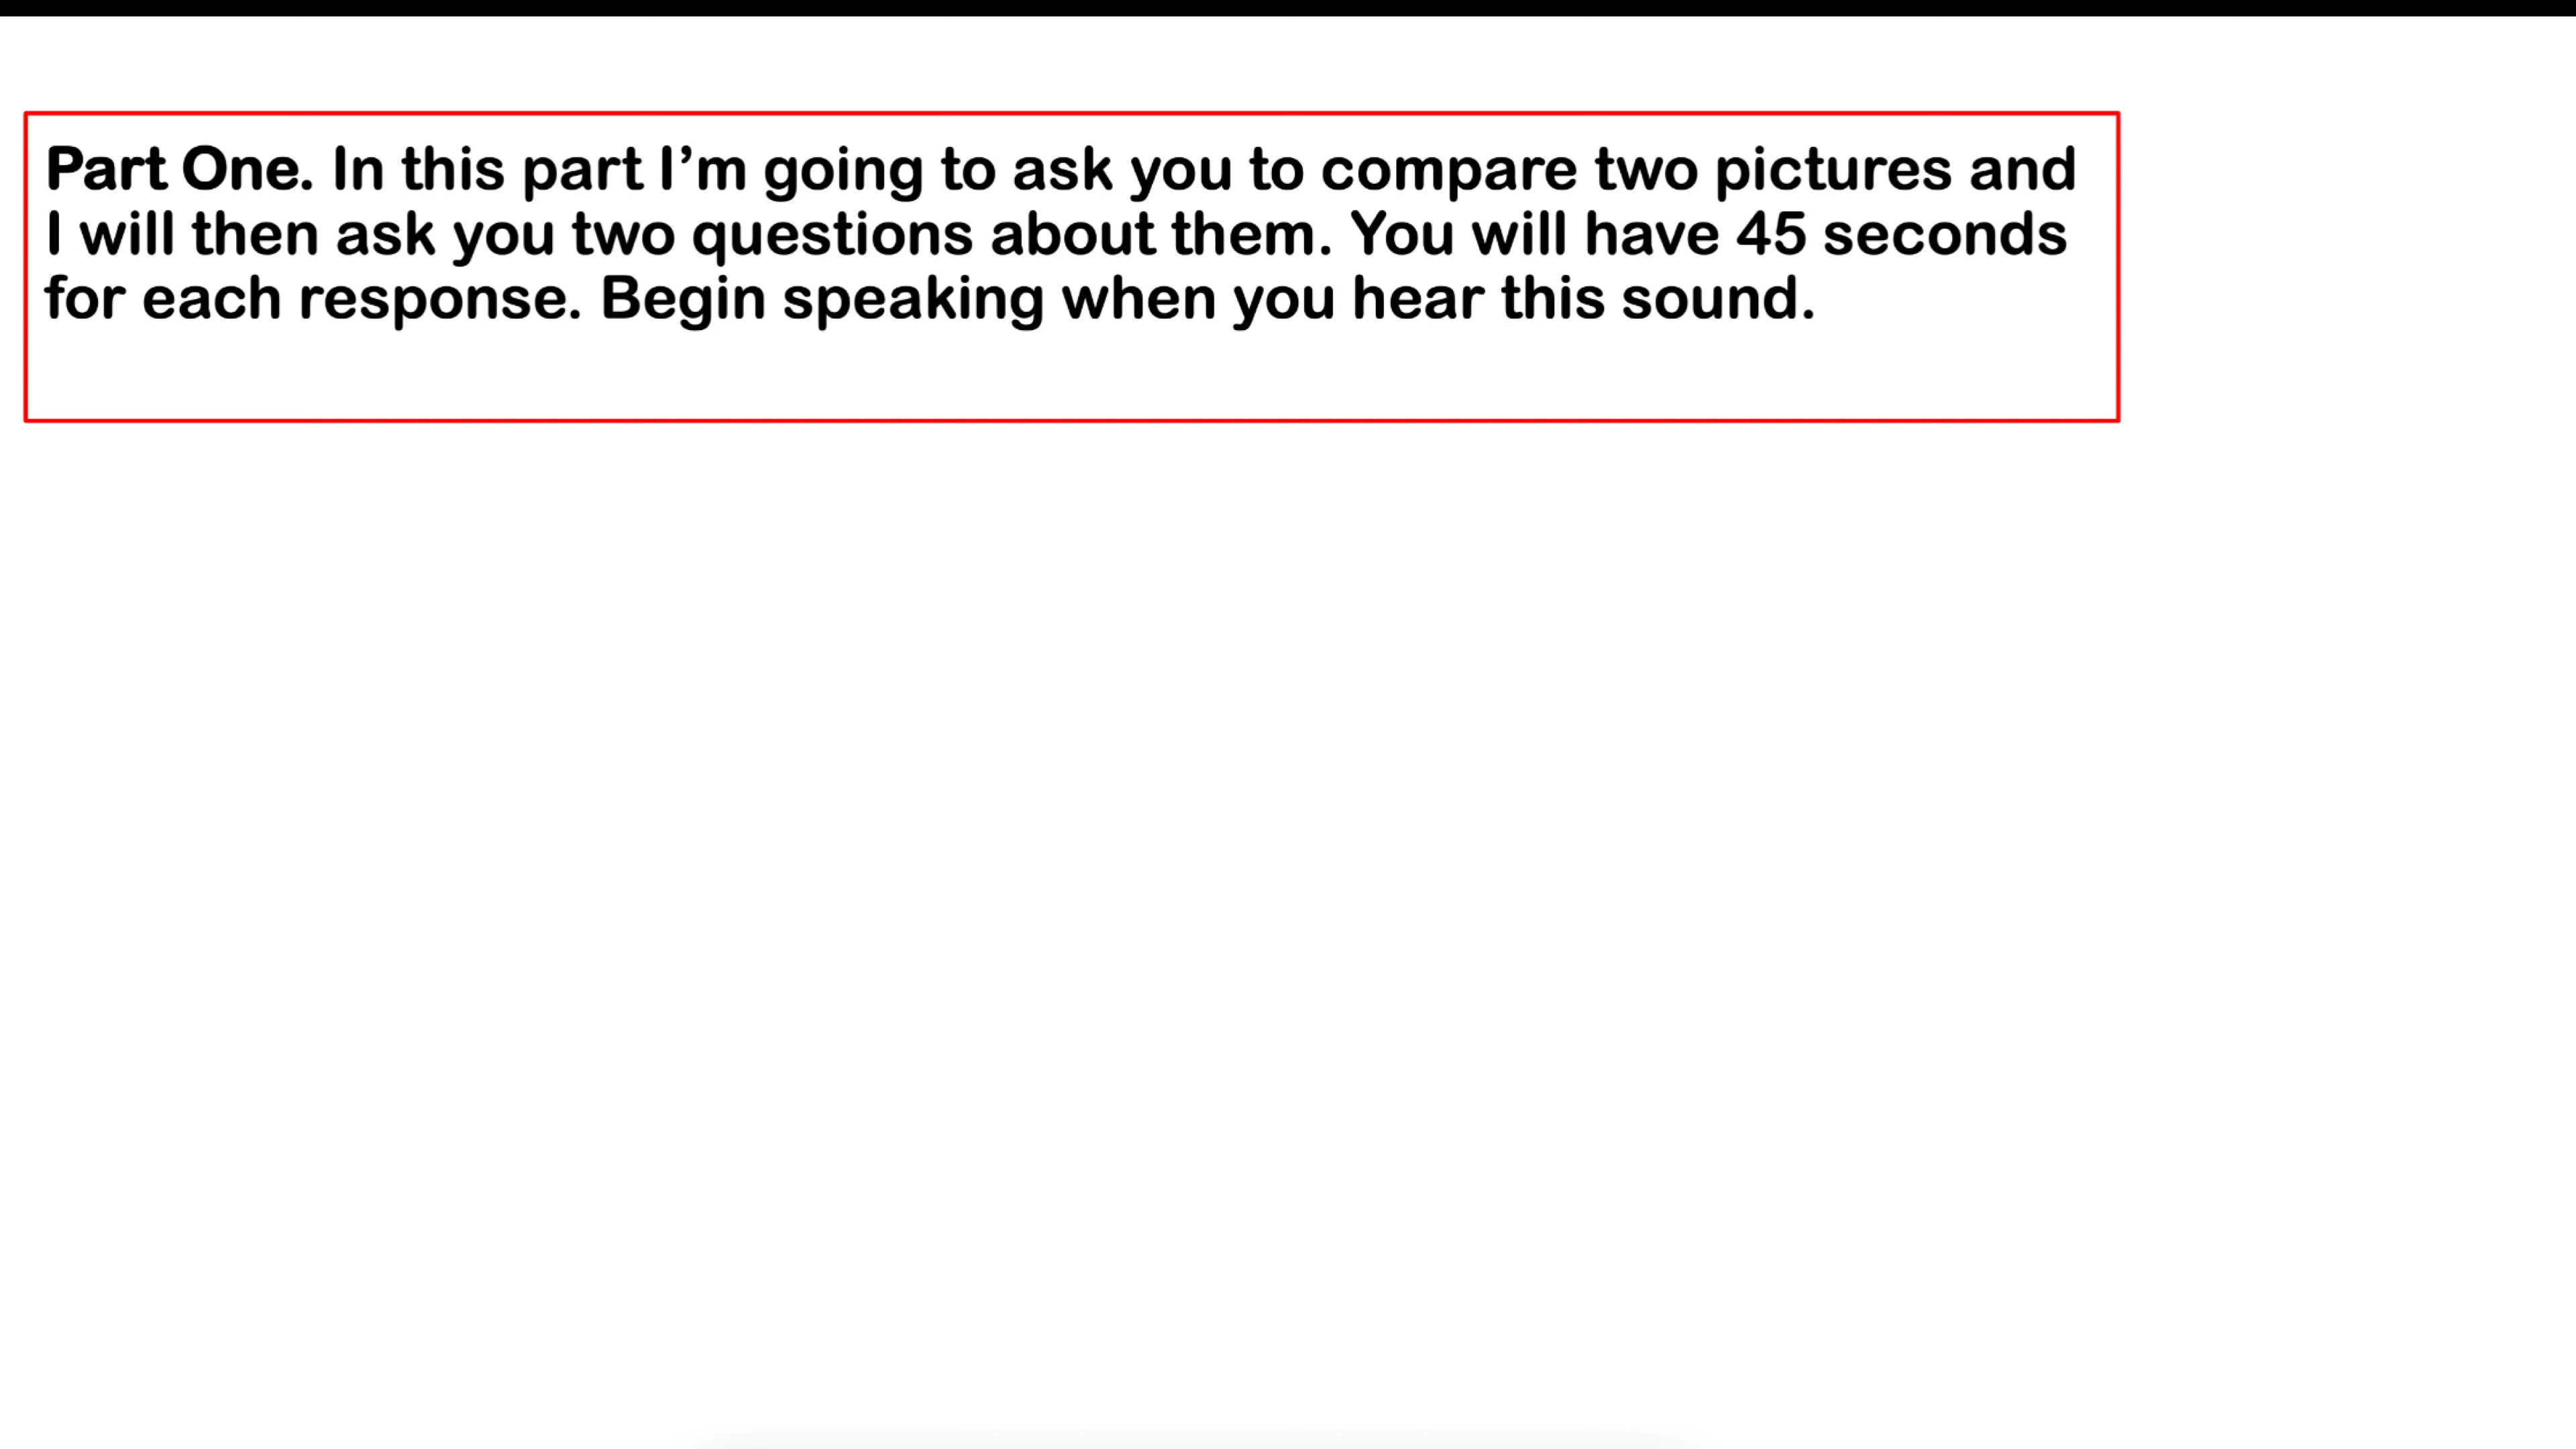 Part One. In this part I’m going to ask you to compare two pictures and
I will then ask you two questions about them. You will have 45 seconds
for each response. Begin speaking when you hear this sound.